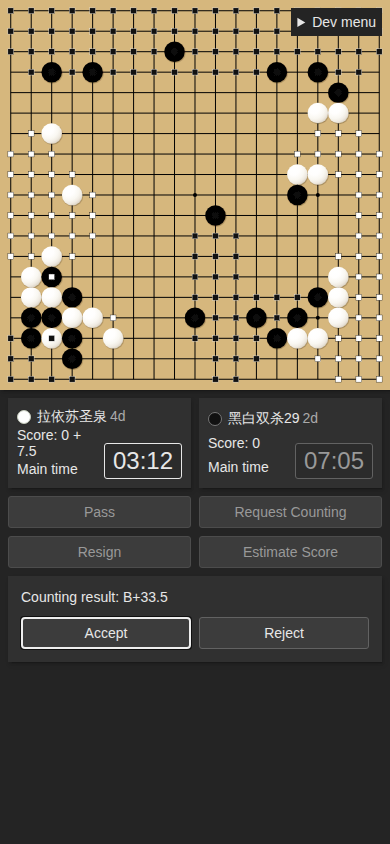 ▶ Dev menu
拉依苏圣泉 4d
Score: 0 +
7.5
Main time
03:12
黑白双杀29 2d
Score: 0
Main time
07:05
Pass
Request Counting
Resign
Estimate Score
Counting result: B+33.5
Accept
Reject